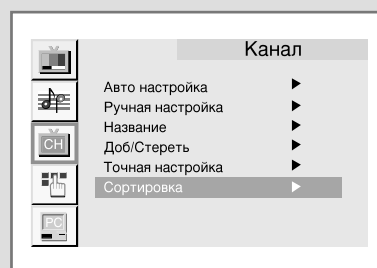 Канал
Авто настройка
Ручная настройка
Название
Доб/Стереть
CH
Точная настройка
Сортировка
PC